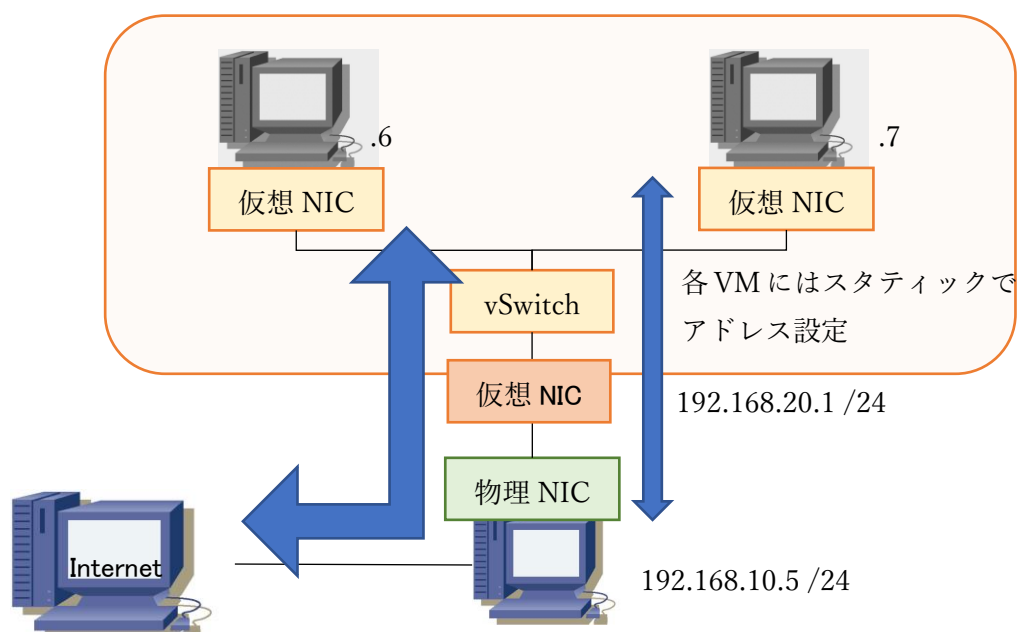 .6
.7
仮想 NIC
仮想 NIC
各 VM にはスタティックで
アドレス設定
vSwitch
仮想 NIC
192.168.20.1 /24
物理 NIC
Internet
192.168.10.5 /24